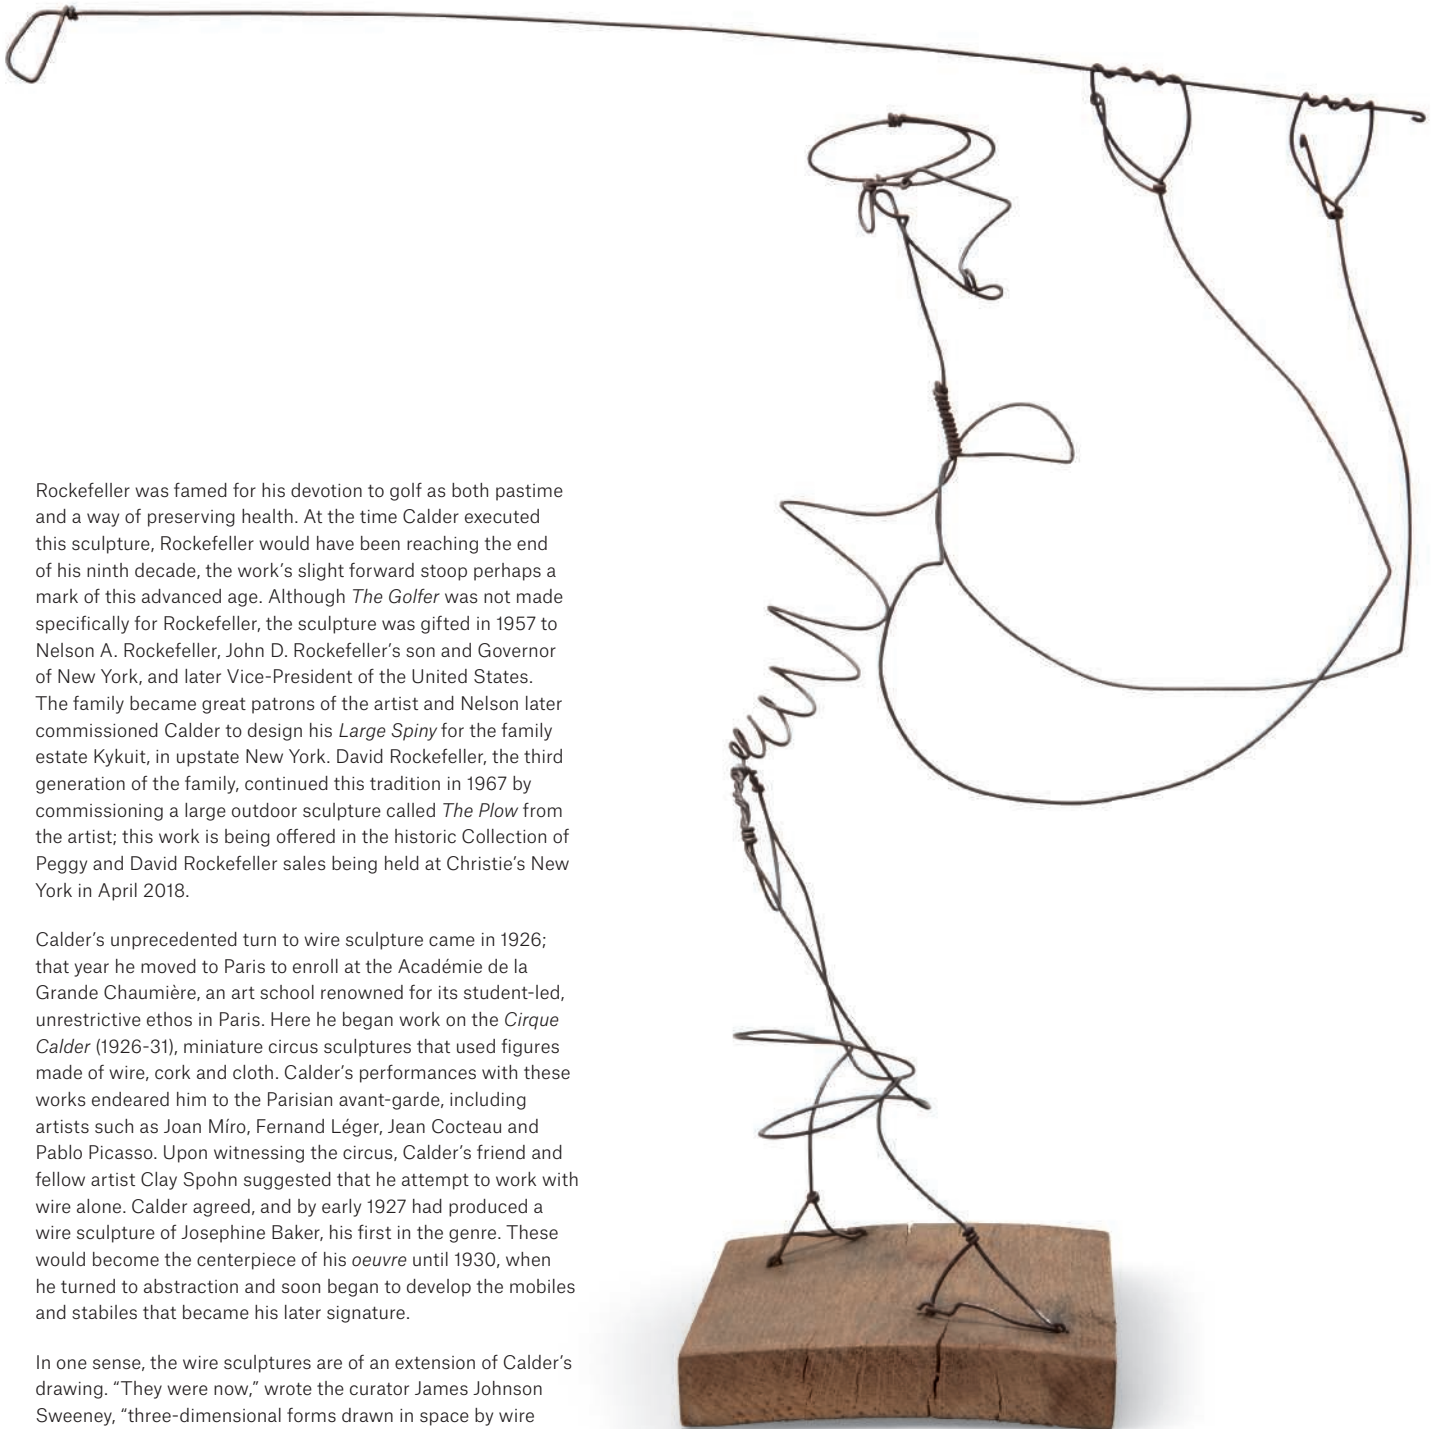 Rockefeller was famed for his devotion to golf as both pastime
and a way of preserving health. At the time Calder executed
this sculpture, Rockefeller would have been reaching the end
of his ninth decade, the work’s slight forward stoop perhaps a
mark of this advanced age. Although The Golfer was not made
specifically for Rockefeller, the sculpture was gifted in 1957 to
Nelson A. Rockefeller, John D. Rockefeller’s son and Governor
of New York, and later Vice-President of the United States.
The family became great patrons of the artist and Nelson later
commissioned Calder to design his Large Spiny for the family
estate Kykuit, in upstate New York. David Rockefeller, the third
generation of the family, continued this tradition in 1967 by
commissioning a large outdoor sculpture called The Plow from
the artist; this work is being offered in the historic Collection of
Peggy and David Rockefeller sales being held at Christie’s New
York in April 2018.
Calder’s unprecedented turn to wire sculpture came in 1926;
that year he moved to Paris to enroll at the Académie de la
Grande Chaumière, an art school renowned for its student-led,
unrestrictive ethos in Paris. Here he began work on the Cirque
Calder (1926-31), miniature circus sculptures that used figures
made of wire, cork and cloth. Calder’s performances with these
works endeared him to the Parisian avant-garde, including
artists such as Joan Míro, Fernand Léger, Jean Cocteau and
Pablo Picasso. Upon witnessing the circus, Calder’s friend and
fellow artist Clay Spohn suggested that he attempt to work with
wire alone. Calder agreed, and by early 1927 had produced a
wire sculpture of Josephine Baker, his first in the genre. These
would become the centerpiece of his oeuvre until 1930, when
he turned to abstraction and soon began to develop the mobiles
and stabiles that became his later signature.
In one sense, the wire sculptures are of an extension of Calder’s
drawing. “They were now,” wrote the curator James Johnson
Sweeney, “three-dimensional forms drawn in space by wire